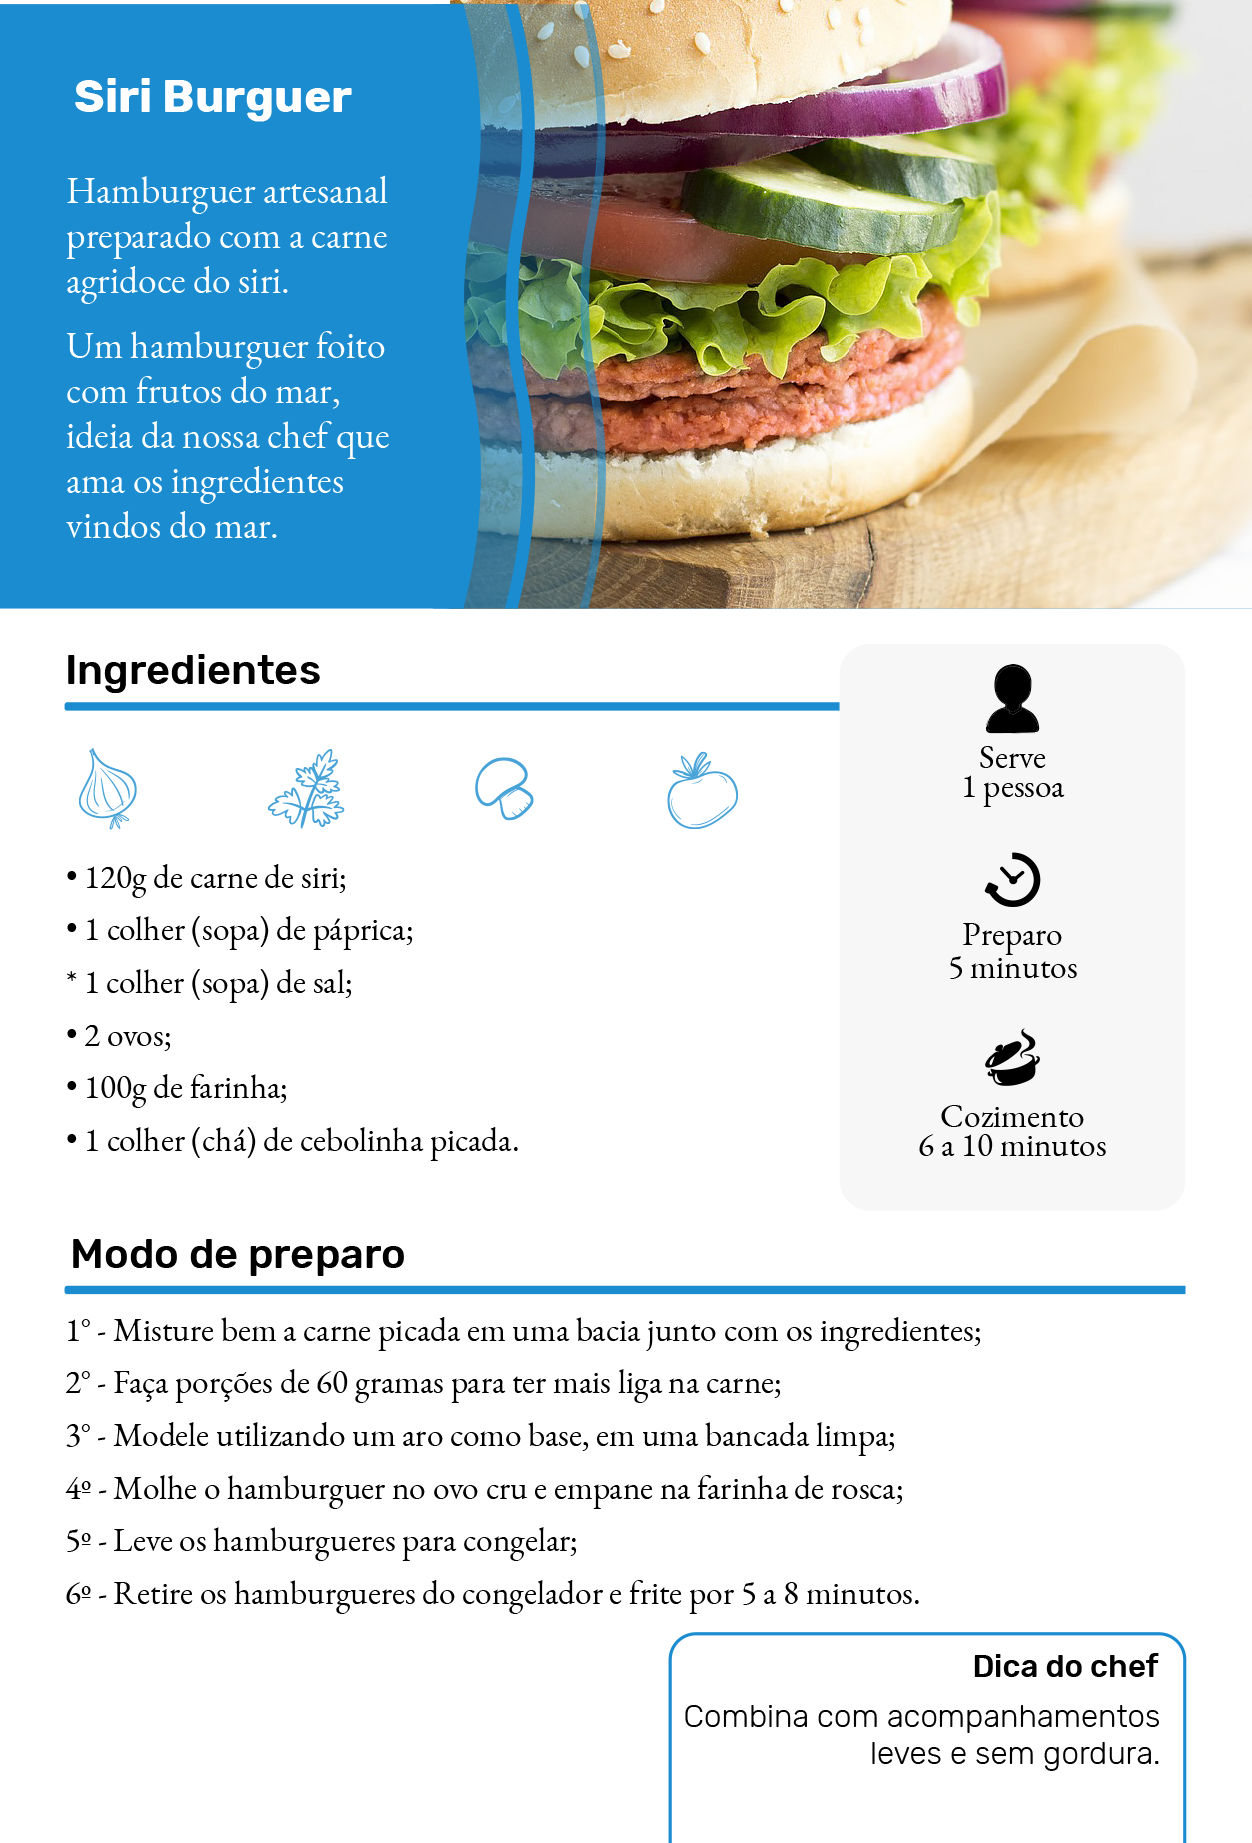 Siri Burguer
Hamburguer artesanal
preparado com a carne
agridoce do siri.
Um hamburguer foito
com frutos do mar,
ideia da nossa chef que
ama os ingredientes
vindos do mar.
Ingredientes
• 120g de carne de siri;
• 1 colher (sopa) de páprica;
* 1 colher (sopa) de sal;
• 2 ovos;
• 100g de farinha;
• 1 colher (chá) de cebolinha picada.
Serve
1 pessoa
Preparo
5 minutos
Cozimento
6 a 10 minutos
Modo de preparo
1° - Misture bem a carne picada em uma bacia junto com os ingredientes;
2° - Faça porções de 60 gramas para ter mais liga na carne;
3° - Modele utilizando um aro como base, em uma bancada limpa;
4º - Molhe o hamburguer no ovo cru e empane na farinha de rosca;
5º - Leve os hamburgueres para congelar;
6º - Retire os hamburgueres do congelador e frite por 5 a 8 minutos.
Dica do chef
Combina com acompanhamentos
leves e sem gordura.